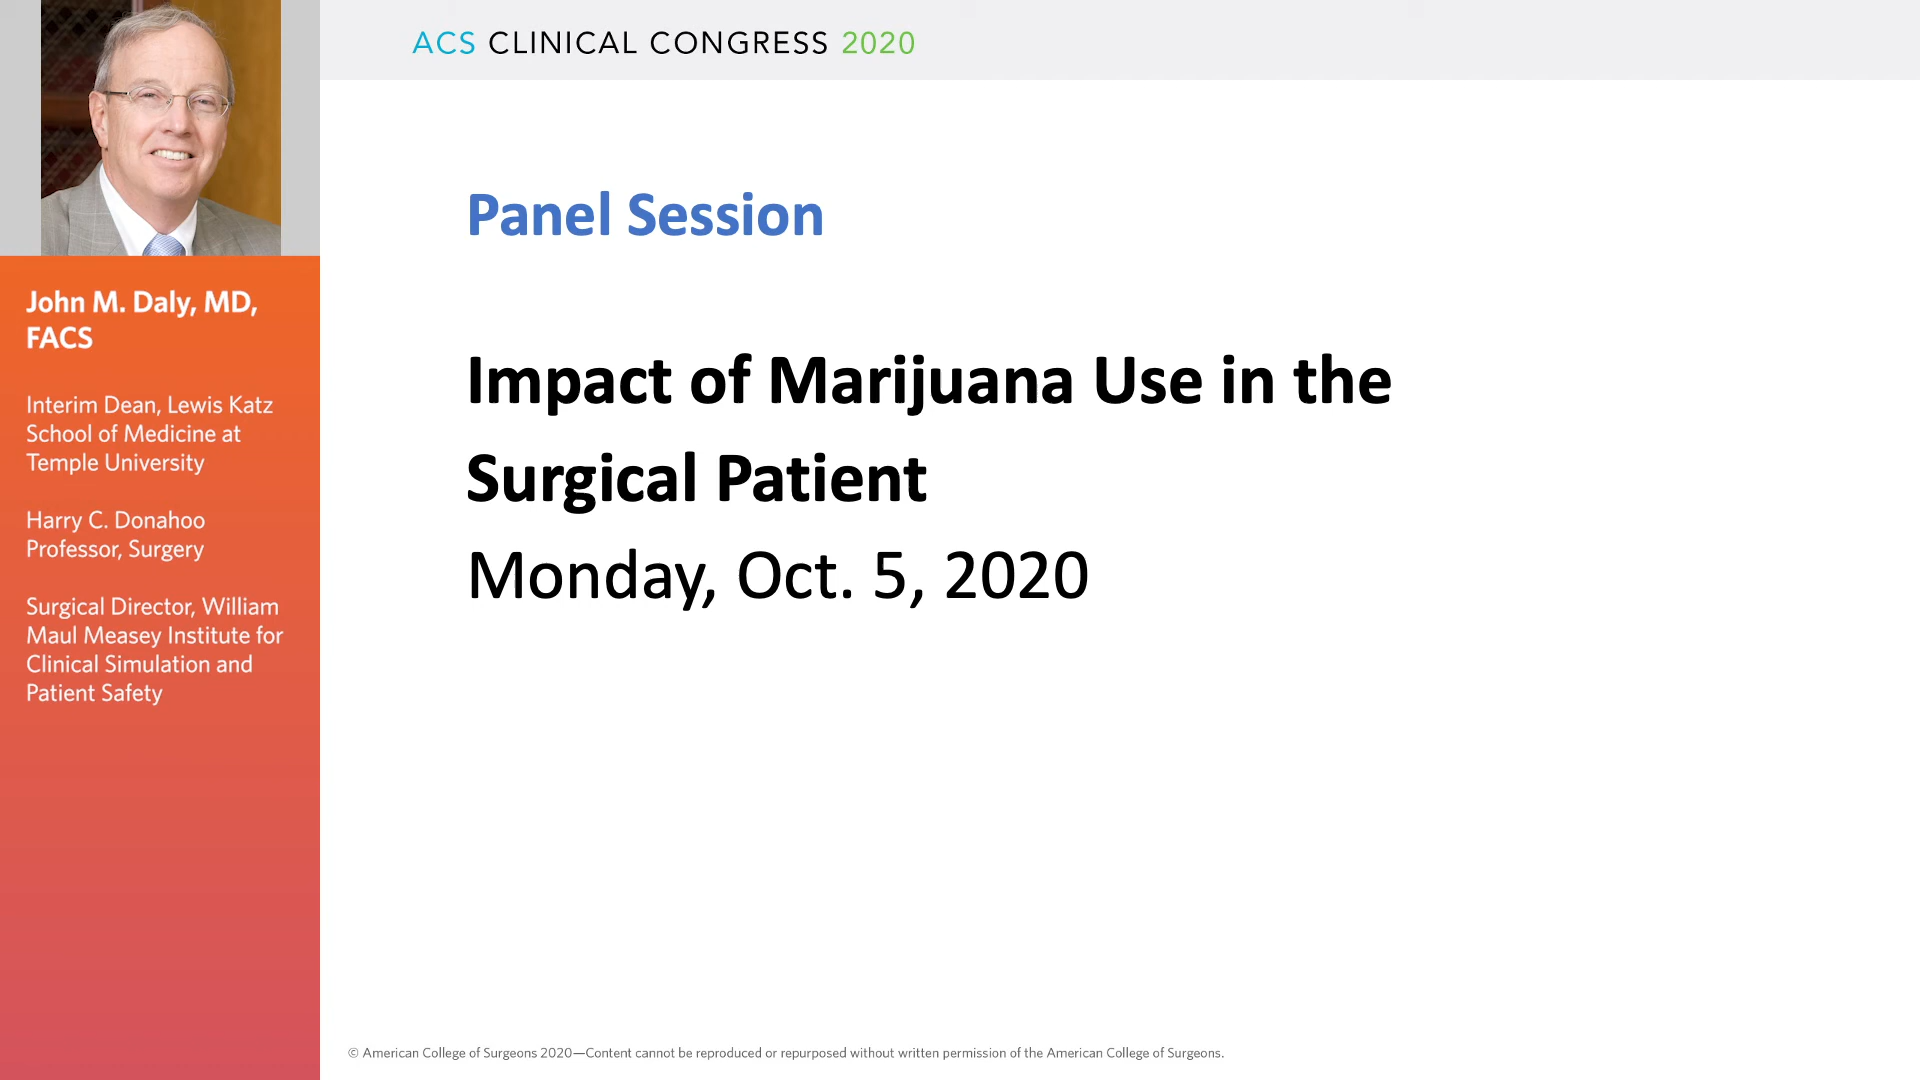 ACS CLINICAL CONGRESS 2020
John M. Daly, MD,
FACS
Interim Dean, Lewis Katz
School of Medicine at
Temple University
Harry C. Donahoo
Professor, Surgery
Surgical Director, William
Maul Measey Institute for
Clinical Simulation and
Patient Safety
Panel Session
Impact of Marijuana Use in the
Surgical Patient
Monday, Oct. 5, 2020
© American College of Surgeons 2020—Content cannot be reproduced or repurposed without written permission of the American College of Surgeons.